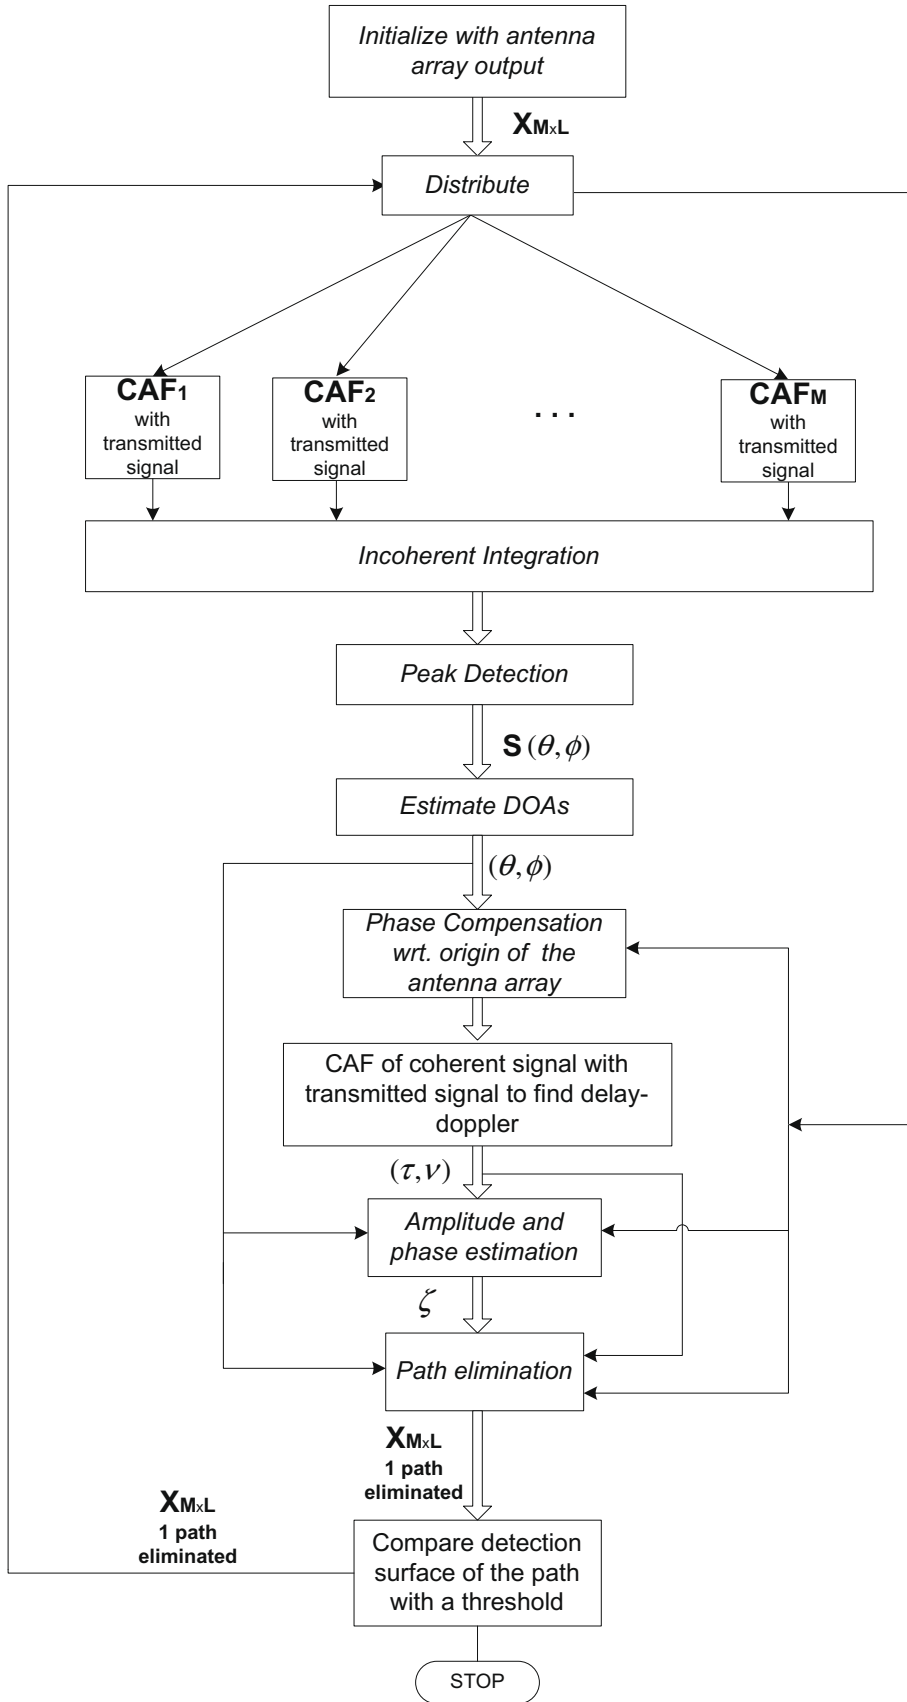 Initialize with antenna
array output
XMxL
Distribute
CAF1
with
transmitted
signal
CAF2
with
transmitted
signal
. . .
CAFM
with
transmitted
signal
Incoherent Integration
Peak Detection
S (θ,ϕ)
Estimate DOAs
(θ,ϕ)
Phase Compensation
wrt. origin of the
antenna array
CAF of coherent signal with
transmitted signal to find delay-
doppler
(τ,ν)
Amplitude and
phase estimation
ζ
Path elimination
XMxL
1 path
eliminated
XMxL
1 path
eliminated
Compare detection
surface of the path
with a threshold
STOP